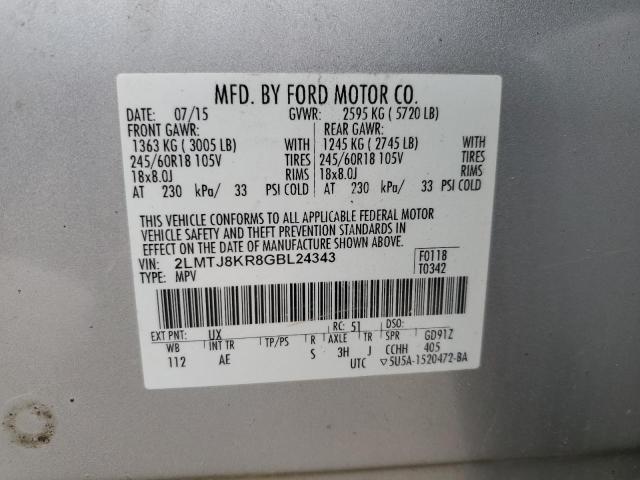 MFD. BY FORD MOTOR CO.
DATE: 07/15 GVWR: 2595 KG ( 5720 LB)
FRONT GAWR: REAR GAWR:
1363 KG ( 3005 LB) WITH 1245 KG ( 2745 LB) WITH
245/60R18 105V TIRES 245/60R18 105V TIRES
18x8.0J RIMS 18x8.0J RIMS
AT 230 kPa/ 33 PSI COLD AT 230 kPa/ 33 PSI COLD
THIS VEHICLE CONFORMS TO ALL APPLICABLE FEDERAL MOTOR
VEHICLE SAFETY AND THEFT PREVENTION STANDARDS IN
EFFECT ON THE DATE OF MANUFACTURE SHOWN ABOVE.
VIN: 2LMTJ8KR8GBL24343 F0118
TYPE: MPV T0342
EXT PNT: UX RC: 51 DSO:
WB INT TR TP/PS R AXLE TR SPR GD91Z
112 AE S 3H J CCHH 405
UTC ▽5U5A-1520472-BA